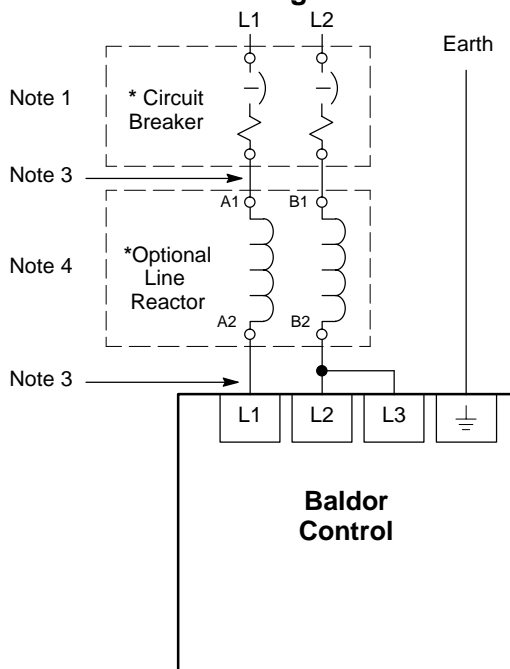 L1 L2
Earth
Note 1
* Circuit
Breaker
Note 3
A1 B1
Note 4
*Optional
Line
Reactor
A2 B2
Note 3
L1 L2 L3
Baldor
Control